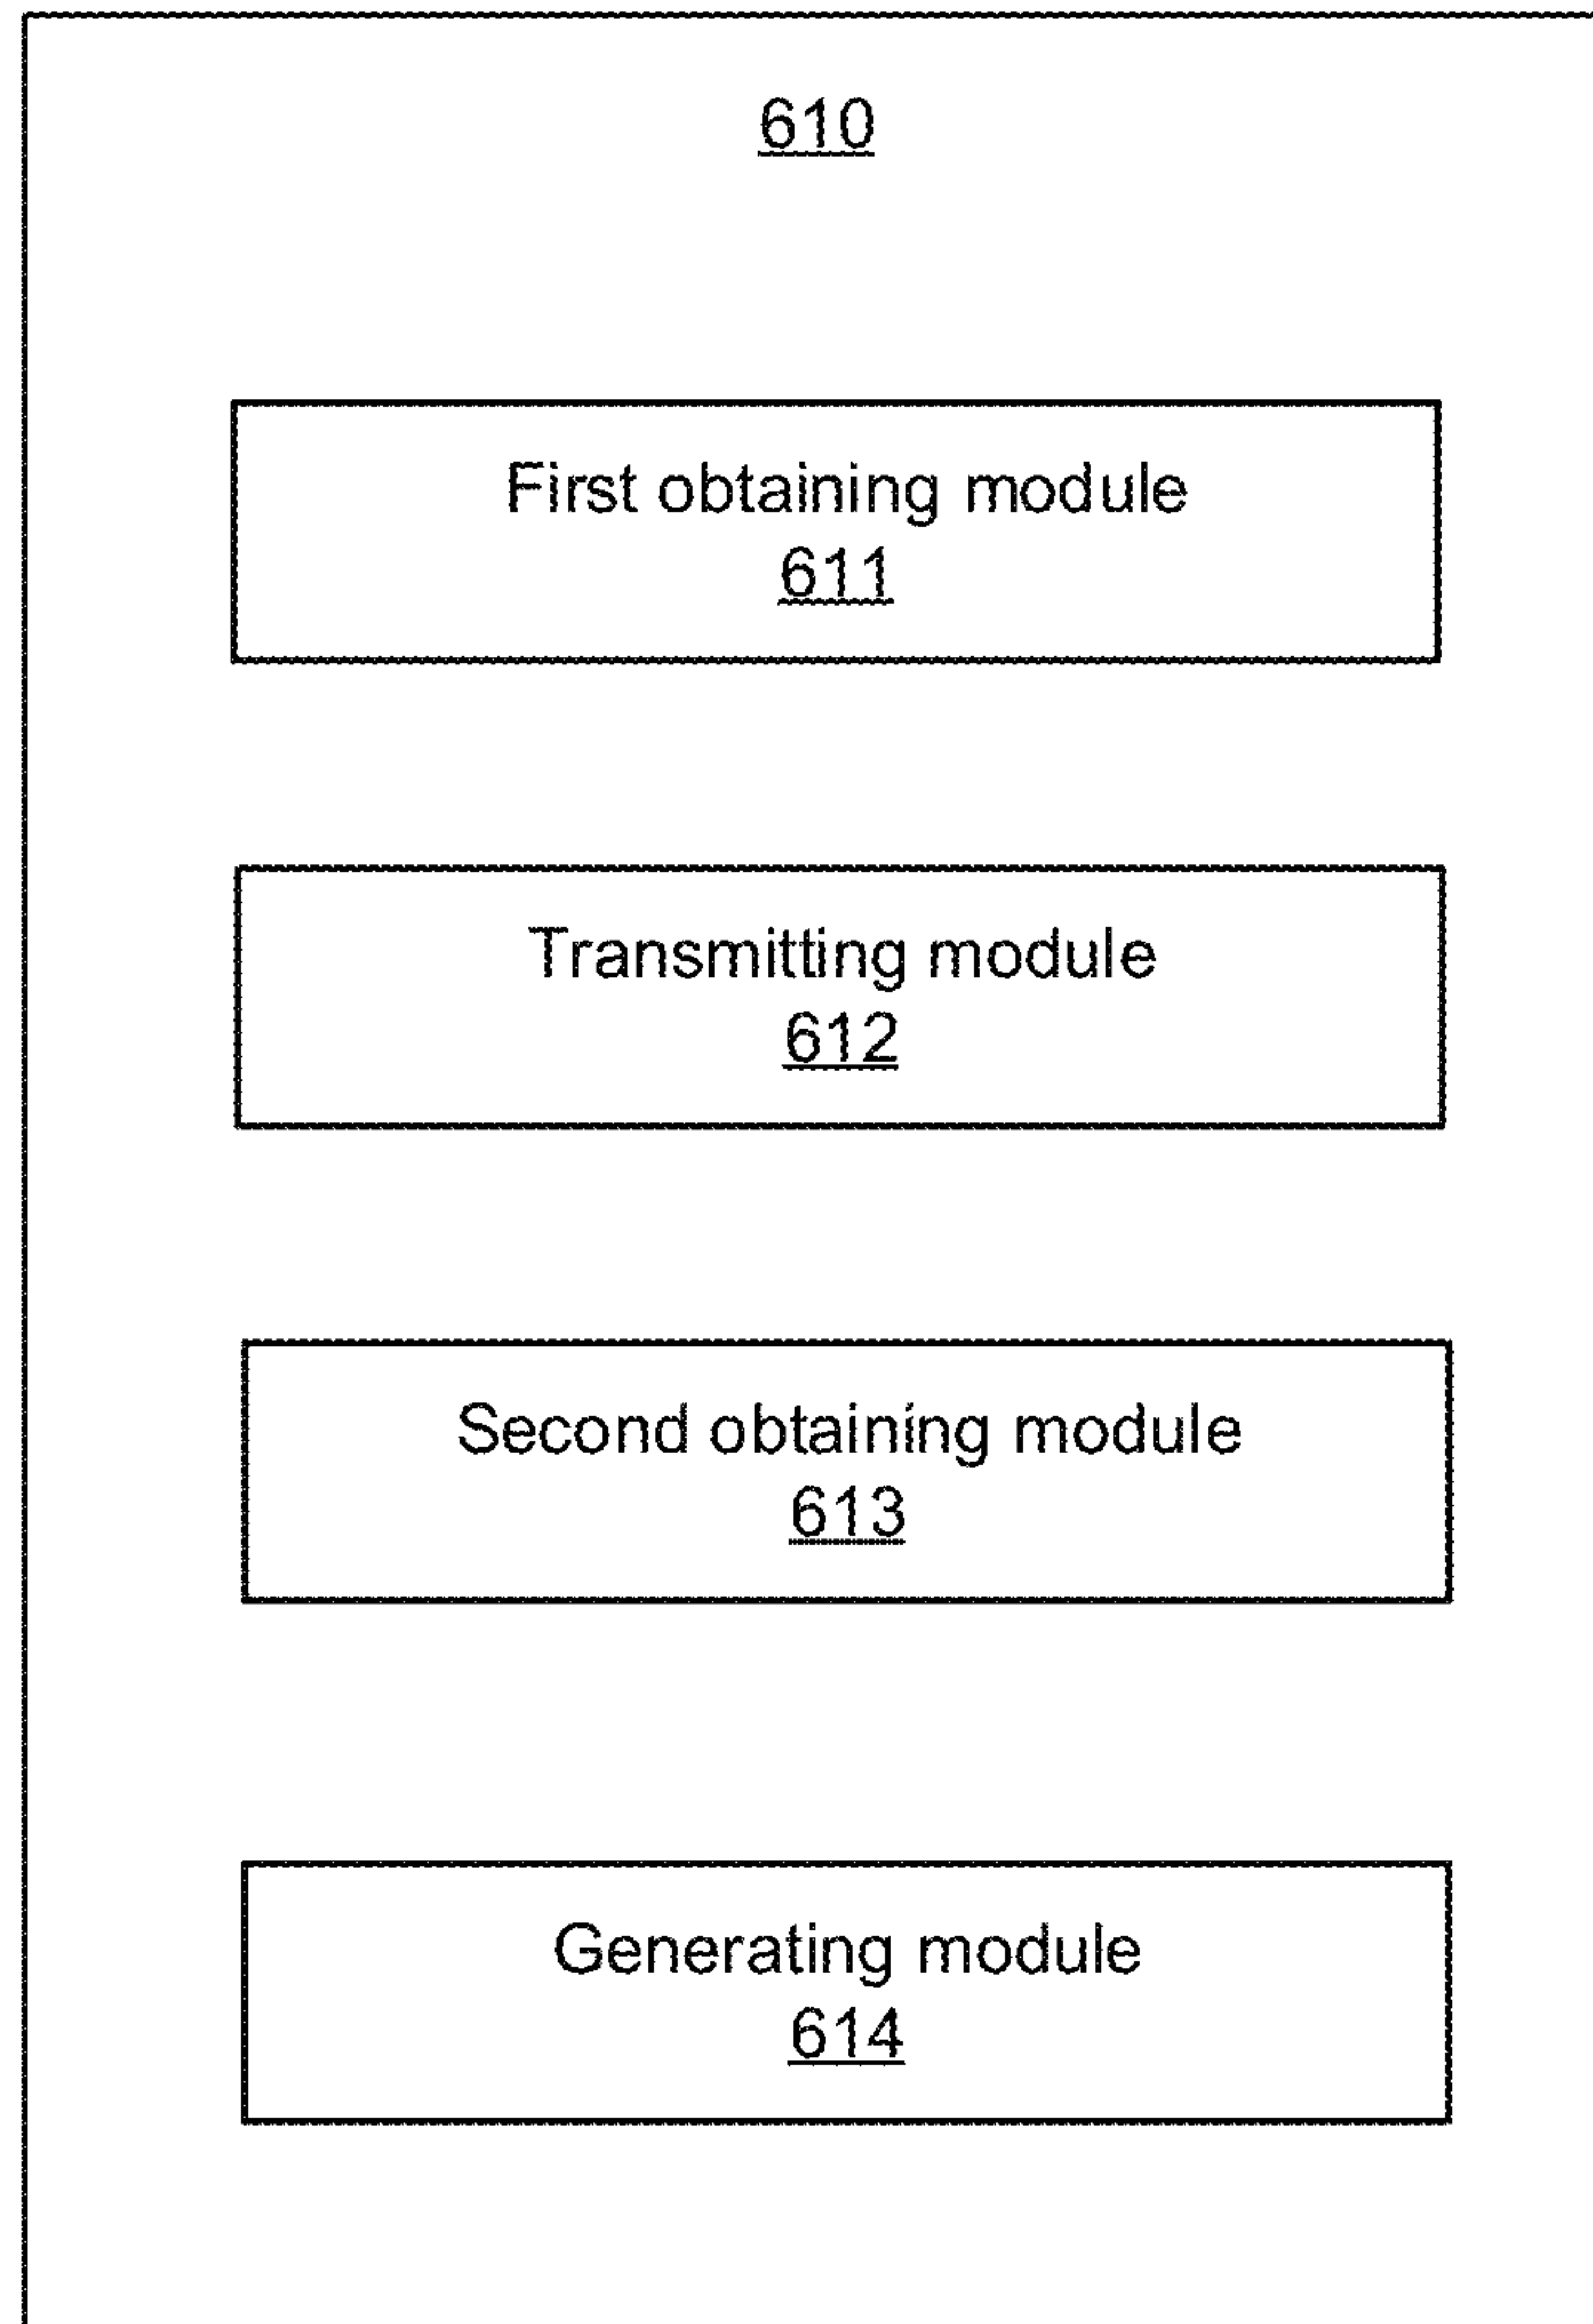 610
First obtaining module
611
Transmitting module
612
Second obtaining module
613
Generating module
614